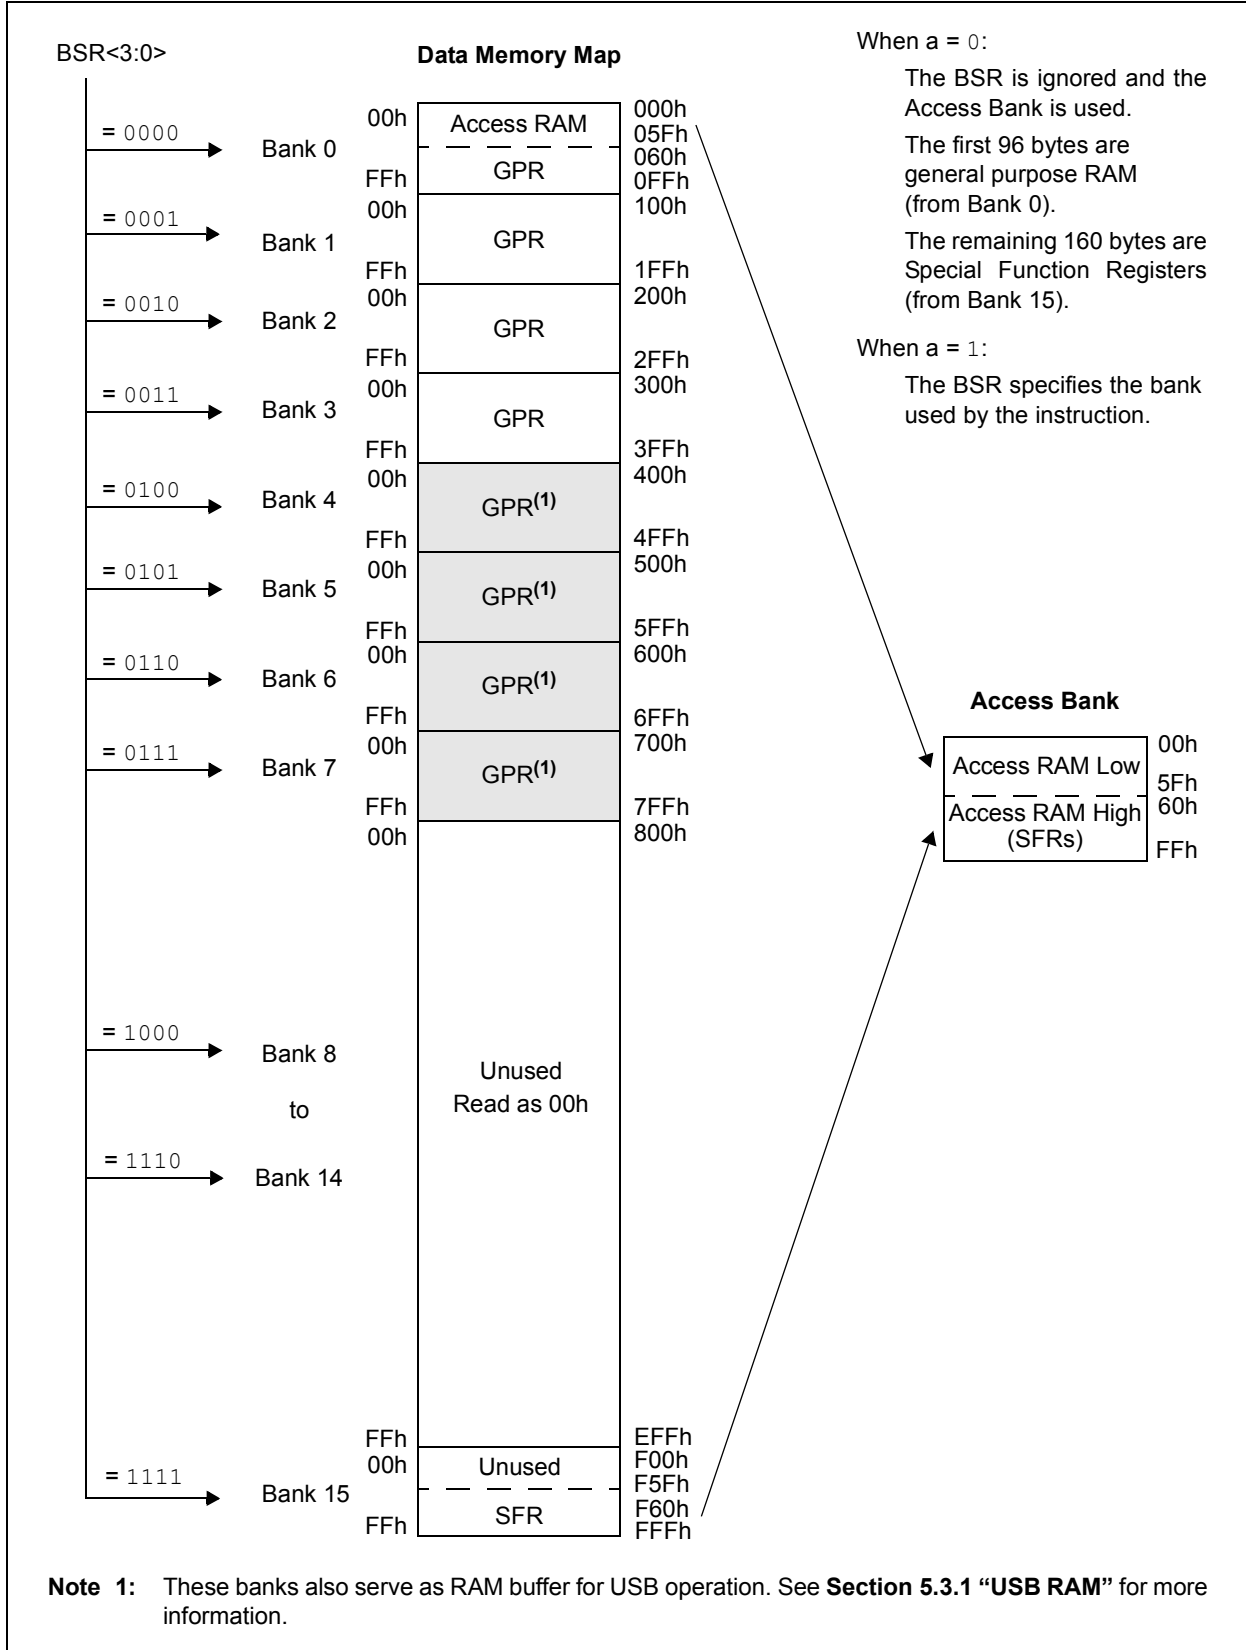 BSR<3:0>
Data Memory Map
When a = 0:
The BSR is ignored and the
Access Bank is used.
The first 96 bytes are
general purpose RAM
(from Bank 0).
The remaining 160 bytes are
Special Function Registers
(from Bank 15).
When a = 1:
The BSR specifies the bank
used by the instruction.
= 0000
Bank 0
00h
Access RAM
000h
05Fh
060h
FFh
GPR
0FFh
= 0001
Bank 1
00h
GPR
100h
FFh
1FFh
= 0010
Bank 2
00h
GPR
200h
FFh
2FFh
= 0011
Bank 3
00h
GPR
300h
FFh
3FFh
= 0100
Bank 4
00h
GPR(1)
400h
FFh
4FFh
= 0101
Bank 5
00h
GPR(1)
500h
FFh
5FFh
= 0110
Bank 6
00h
GPR(1)
600h
FFh
6FFh
= 0111
Bank 7
00h
GPR(1)
700h
FFh
7FFh
00h
800h
Access Bank
Access RAM Low
00h
5Fh
Access RAM High
(SFRs)
60h
FFh
= 1000
Bank 8
to
= 1110
Bank 14
Unused
Read as 00h
FFh
EFFh
= 1111
Bank 15
00h
Unused
F00h
F5Fh
SFR
F60h
FFh
FFFh
Note 1: These banks also serve as RAM buffer for USB operation. See Section 5.3.1 “USB RAM” for more
information.